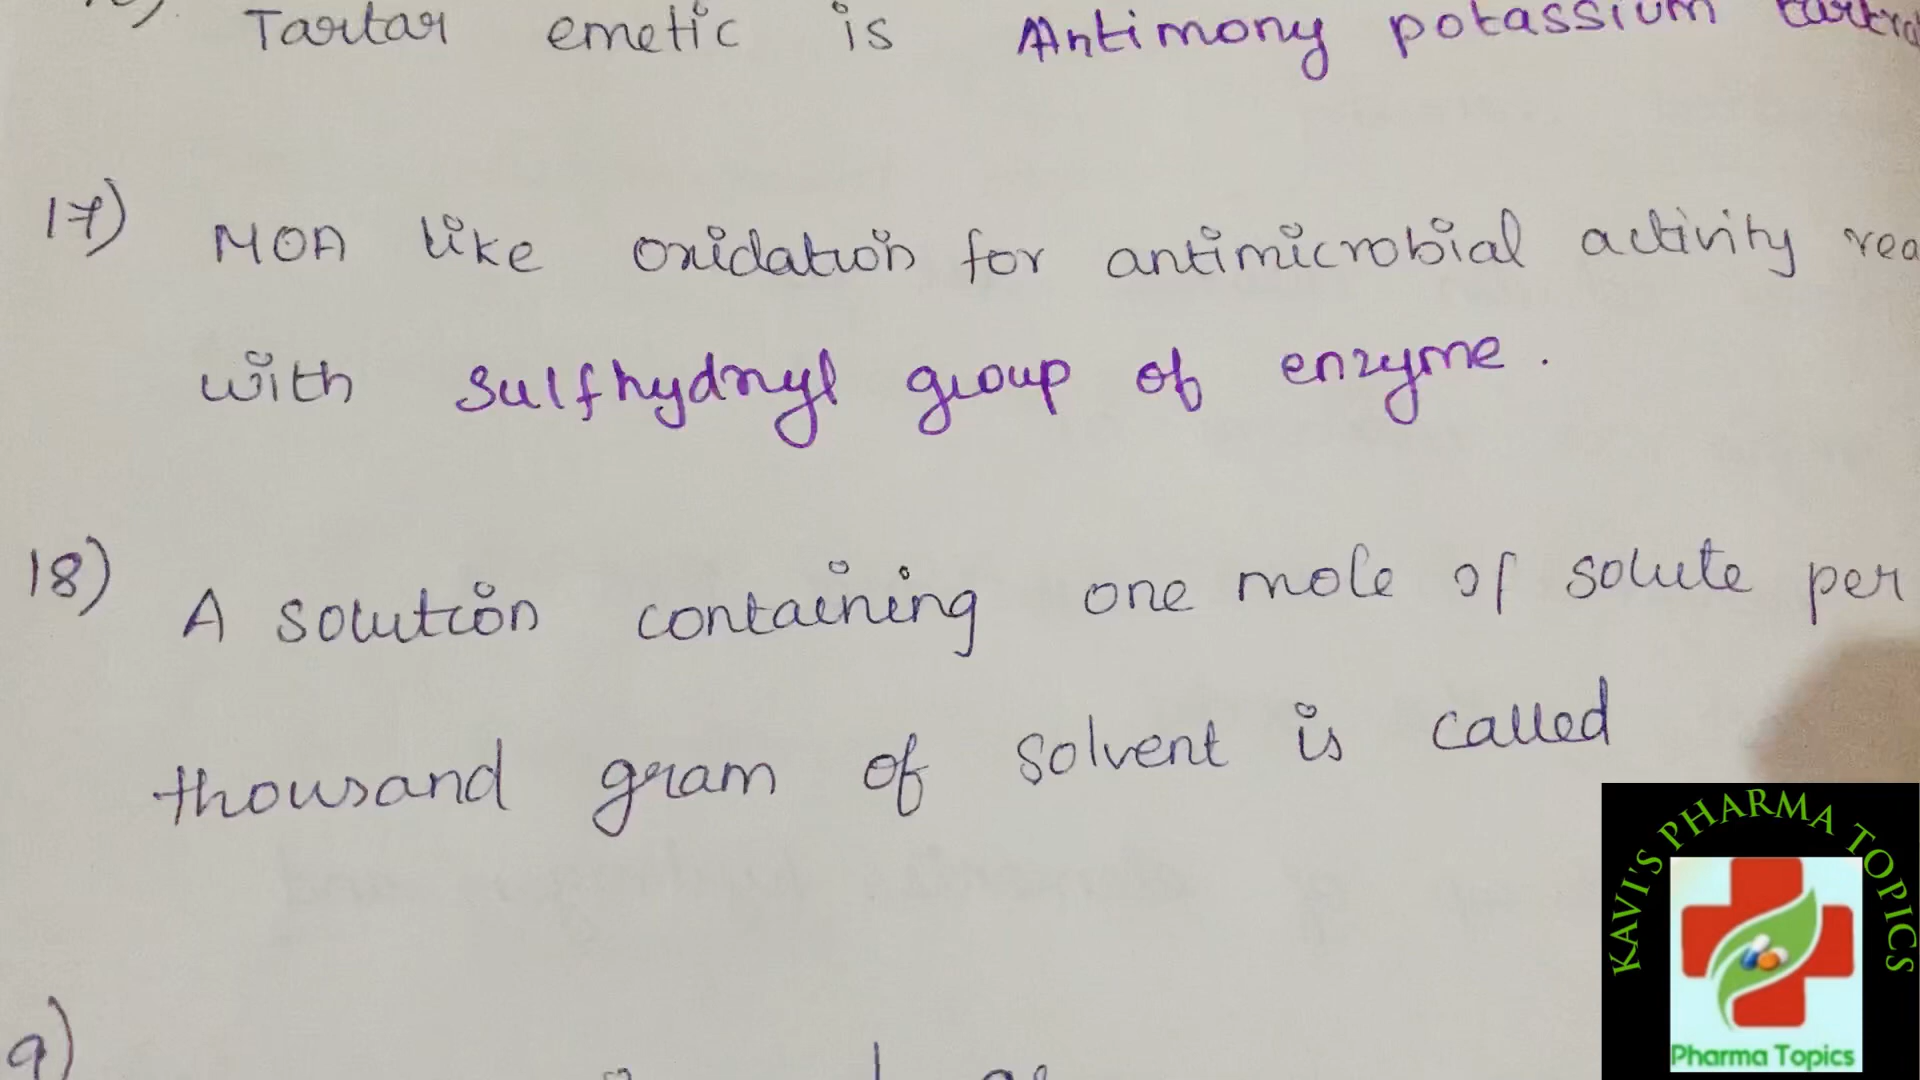 Tartar emetic is Antimony potassium
17) MOA like oxidation for antimicrobial activity
with sulfhydryl group of enzyme.
18) A solution containing one mole of solute per
thousand gram of solvent is called
KAVI'S PHARMA TOPICS
Pharma Topics
9)